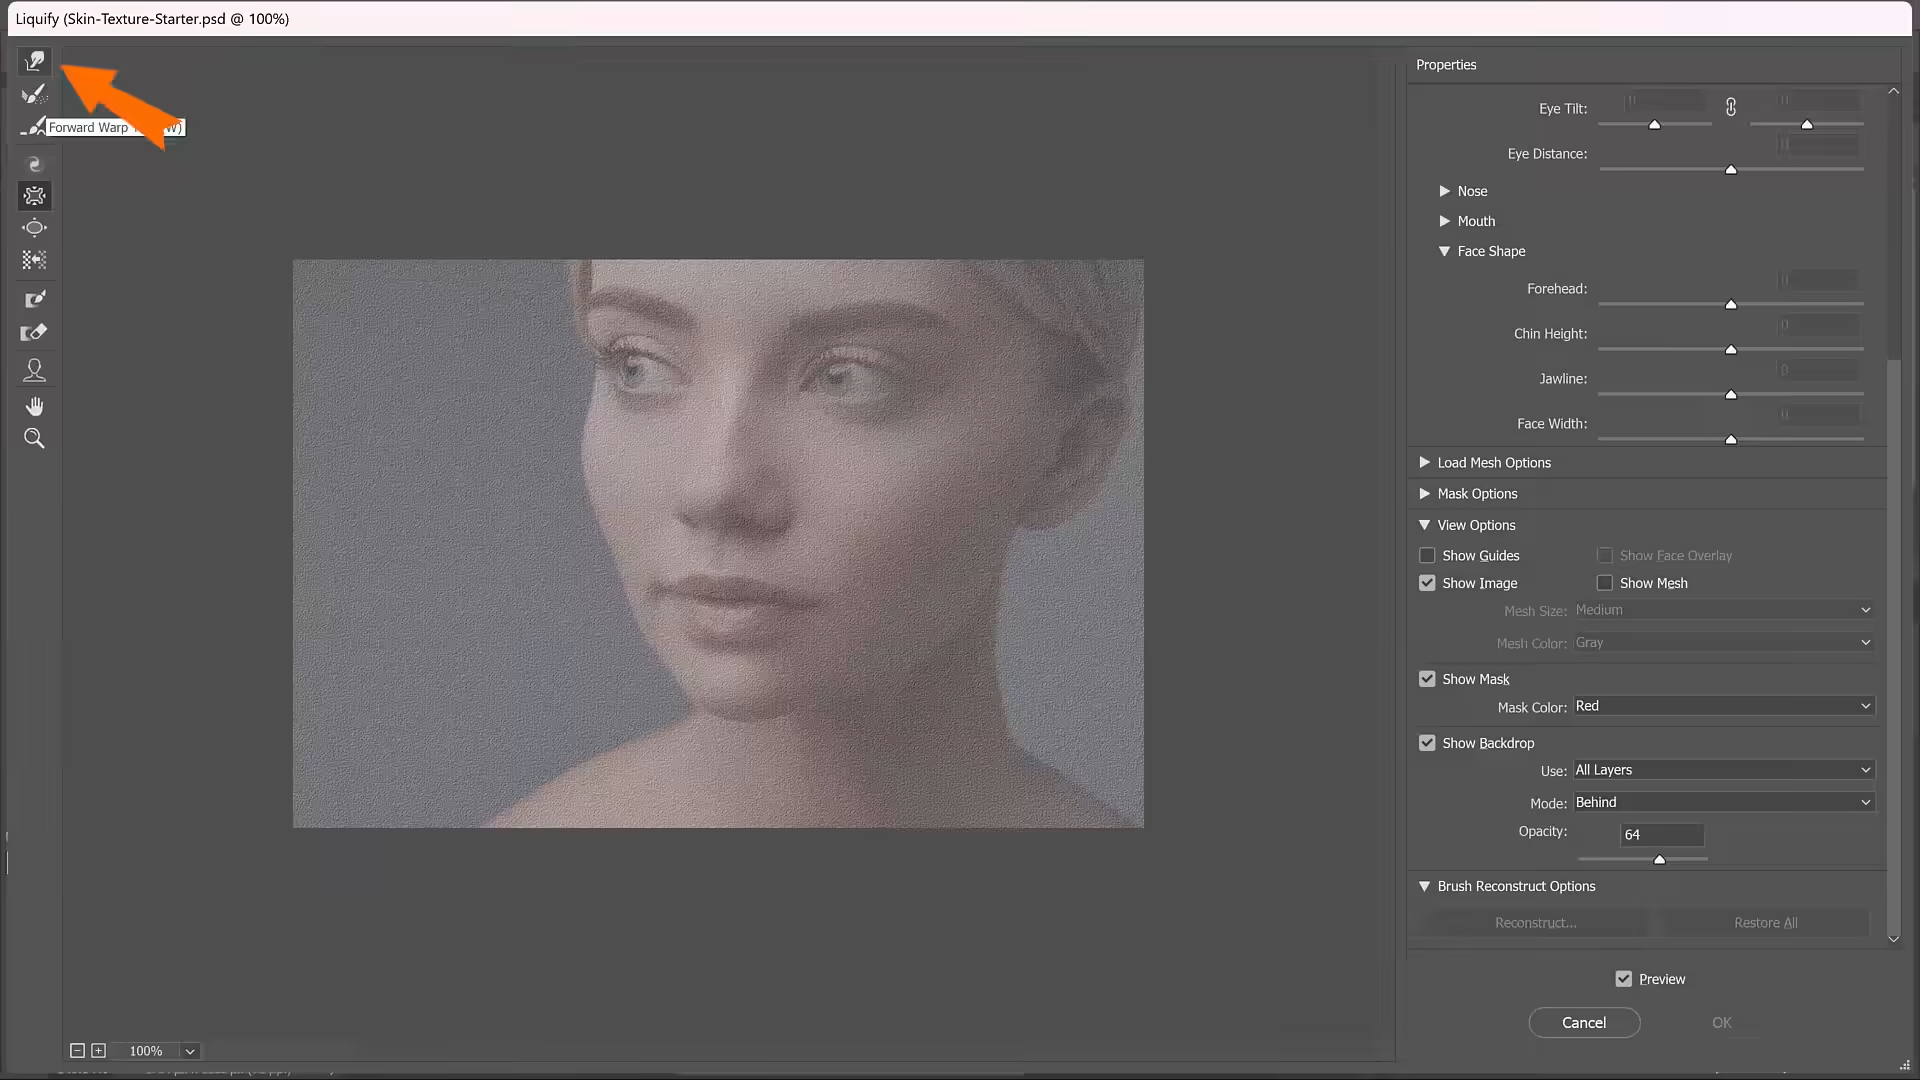 Liquify (Skin-Texture-Starter.psd @ 100%)
Forward Warp W)
Properties
Eye Tilt:
Eye Distance:
Nose
Mouth
Face Shape
Forehead:
Chin Height: 0
Jawline: 0
Face Width: 0
Load Mesh Options
Mask Options
View Options
Show Guides Show Face Overlay
Show Image Show Mesh
Mesh Size: Medium
Mesh Color: Gray
Show Mask
Mask Color: Red
Show Backdrop
Use: All Layers
Mode: Behind
Opacity: 64
Brush Reconstruct Options
Reconstruct... Restore All
Preview
Cancel OK
100%